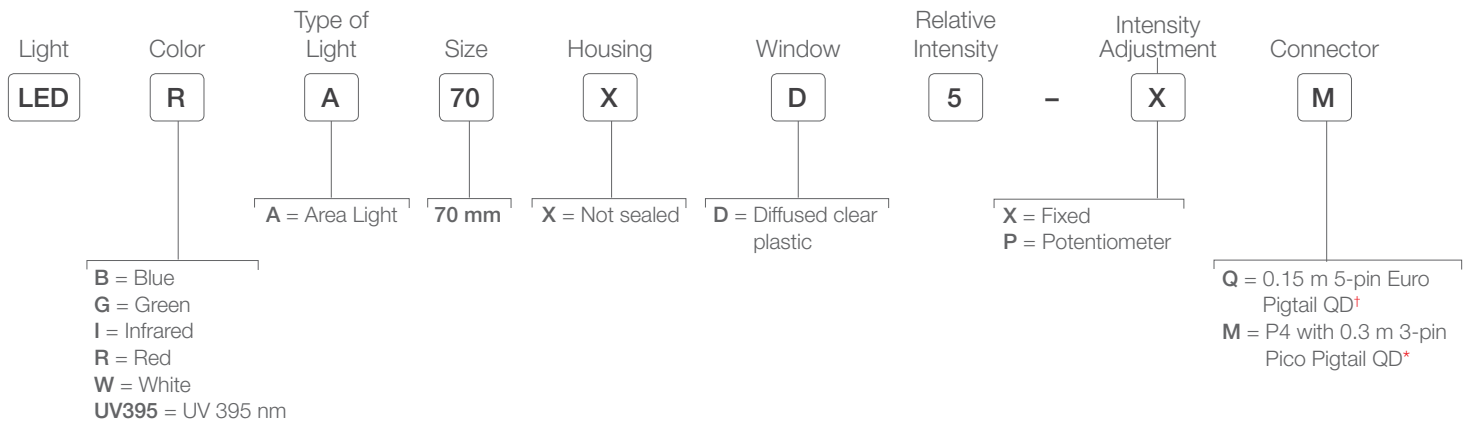 Light
Color
Type of
Light
Size
Housing
Window
Relative
Intensity
Intensity
Adjustment
Connector
LED
R
A
70
X
D
5
–
X
M
A = Area Light
70 mm
X = Not sealed
D = Diffused clear
plastic
X = Fixed
P = Potentiometer
B = Blue
G = Green
I = Infrared
R = Red
W = White
UV395 = UV 395 nm
Q = 0.15 m 5-pin Euro
Pigtail QD†
M = P4 with 0.3 m 3-pin
Pico Pigtail QD*